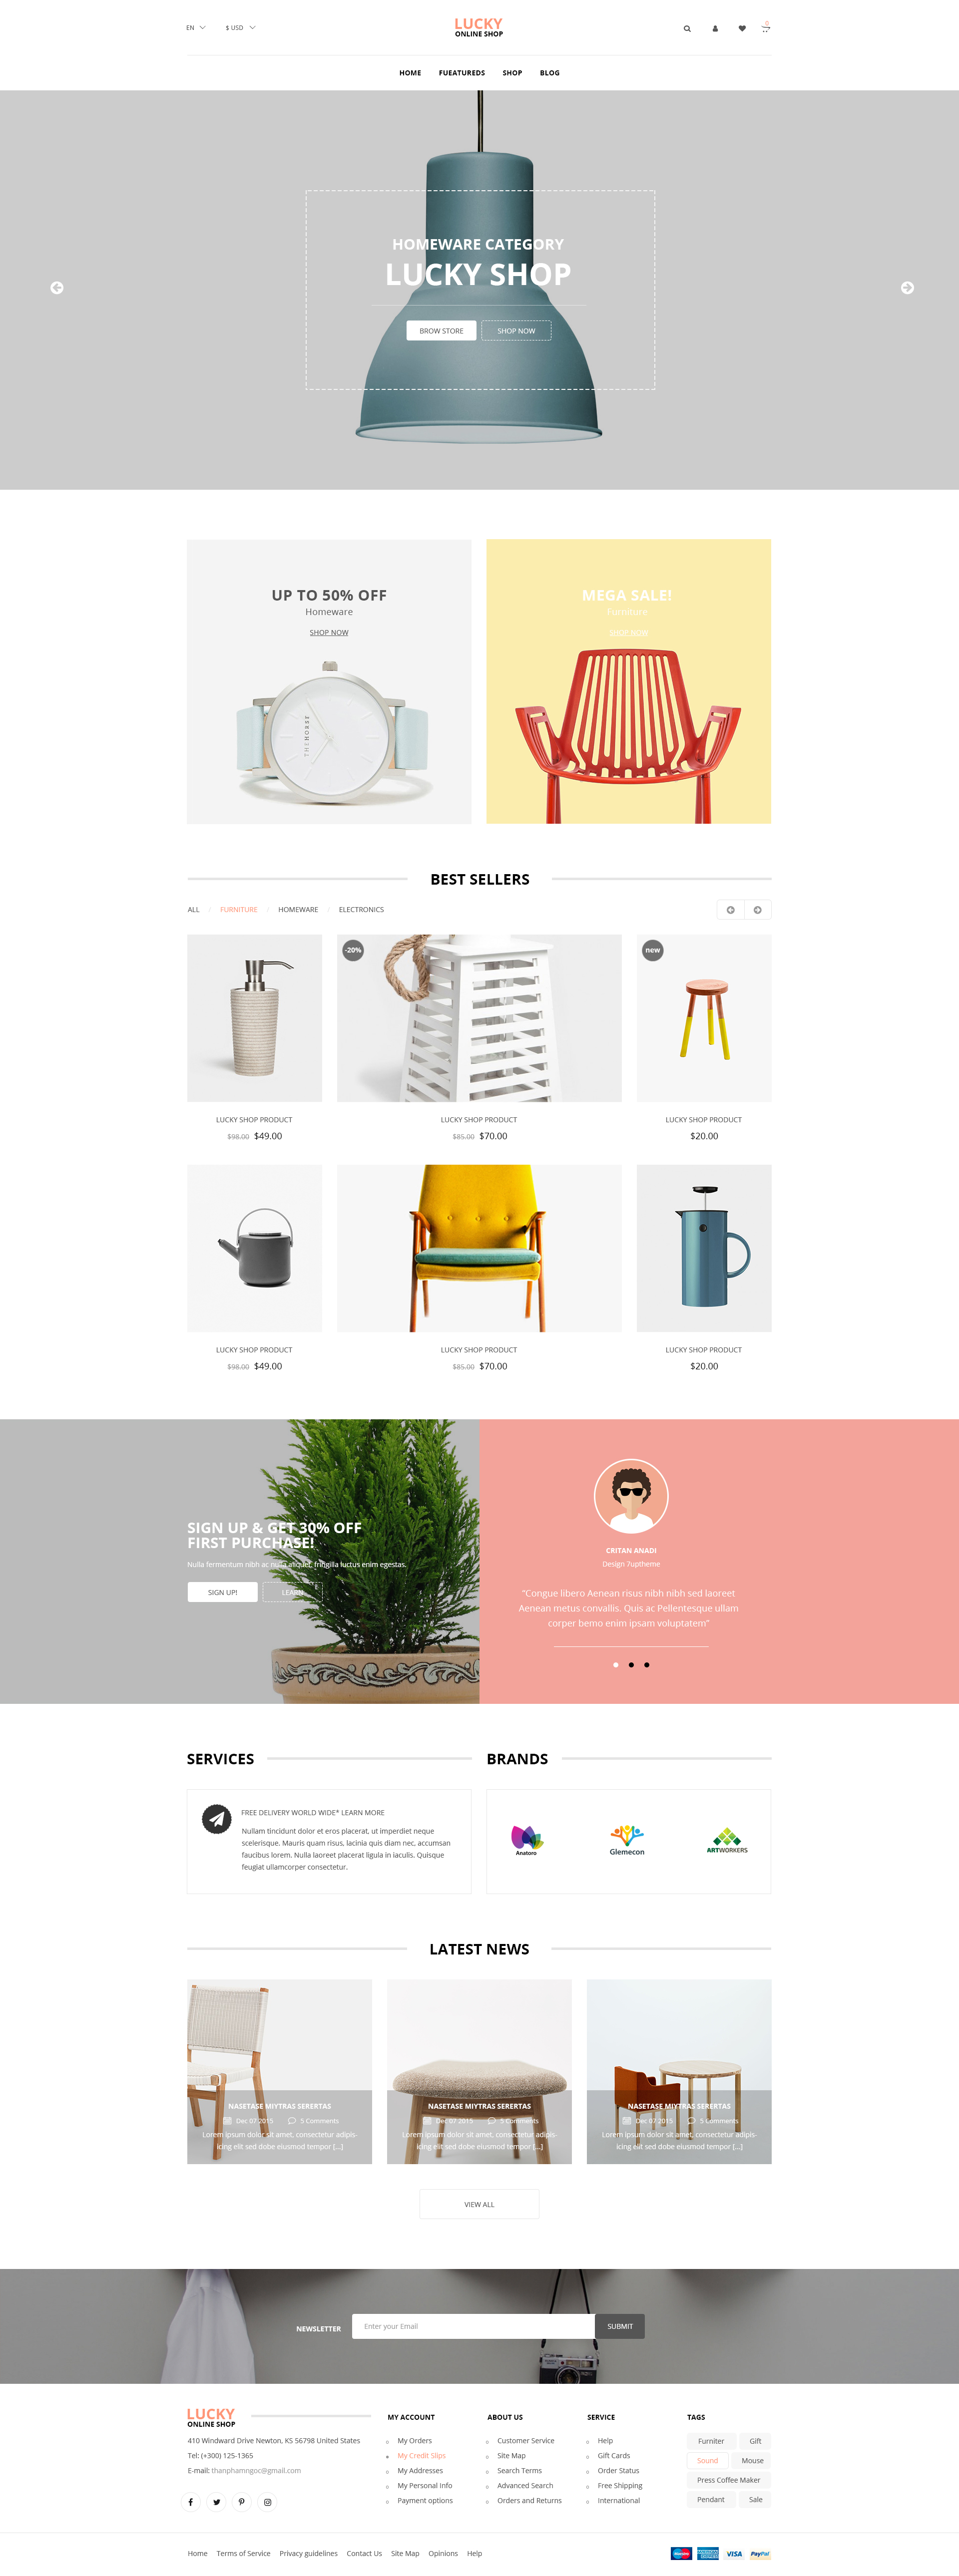 EN
$ USD
LUCKY
ONLINE SHOP
0
HOME FUEATUREDS SHOP BLOG
HOMEWARE CATEGORY
LUCKY SHOP
BROW STORE
SHOP NOW
UP TO 50% OFF
Homeware
SHOP NOW
THE HORSE
MEGA SALE!
Furniture
SHOP NOW
BEST SELLERS
ALL / FURNITURE / HOMEWARE / ELECTRONICS
-20%
new
LUCKY SHOP PRODUCT
$98.00 $49.00
LUCKY SHOP PRODUCT
$85.00 $70.00
LUCKY SHOP PRODUCT
$20.00
LUCKY SHOP PRODUCT
$98.00 $49.00
LUCKY SHOP PRODUCT
$85.00 $70.00
LUCKY SHOP PRODUCT
$20.00
SIGN UP & GET 30% OFF
FIRST PURCHASE!
Nulla fermentum nibh ac nulla aliquet, fringilla luctus enim egestas.
SIGN UP!
LEARN
CRITAN ANADI
Design 7uptheme
"Congue libero Aenean risus nibh nibh sed laoreet
Aenean metus convallis. Quis ac Pellentesque ullam
corper bemo enim ipsam voluptatem"
SERVICES
FREE DELIVERY WORLD WIDE* LEARN MORE
Nullam tincidunt dolor et eros placerat, ut imperdiet neque
scelerisque. Mauris quam risus, lacinia quis diam nec, accumsan
faucibus lorem. Nulla laoreet placerat ligula in iaculis. Quisque
feugiat ullamcorper consectetur.
BRANDS
Anatoro
Glemecon
ARTWORKERS
LATEST NEWS
NASETASE MIYTRAS SERERTAS
Dec 07 2015 5 Comments
Lorem ipsum dolor sit amet, consectetur adipis-
icing elit sed dobe eiusmod tempor [...]
NASETASE MIYTRAS SERERTAS
Dec 07 2015 5 Comments
Lorem ipsum dolor sit amet, consectetur adipis-
icing elit sed dobe eiusmod tempor [...]
NASETASE MIYTRAS SERERTAS
Dec 07 2015 5 Comments
Lorem ipsum dolor sit amet, consectetur adipis-
icing elit sed dobe eiusmod tempor [...]
VIEW ALL
NEWSLETTER
Enter your Email
SUBMIT
LUCKY
ONLINE SHOP
410 Windward Drive Newton, KS 56798 United States
Tel: (+300) 125-1365
E-mail: thanphamngoc@gmail.com
MY ACCOUNT
My Orders
My Credit Slips
My Addresses
My Personal Info
Payment options
ABOUT US
Customer Service
Site Map
Search Terms
Advanced Search
Orders and Returns
SERVICE
Help
Gift Cards
Order Status
Free Shipping
International
TAGS
Furniter Gift
Sound Mouse
Press Coffee Maker
Pendant Sale
Home Terms of Service Privacy guidelines Contact Us Site Map Opinions Help
Maestro
AMERICAN EXPRESS
VISA
PayPal